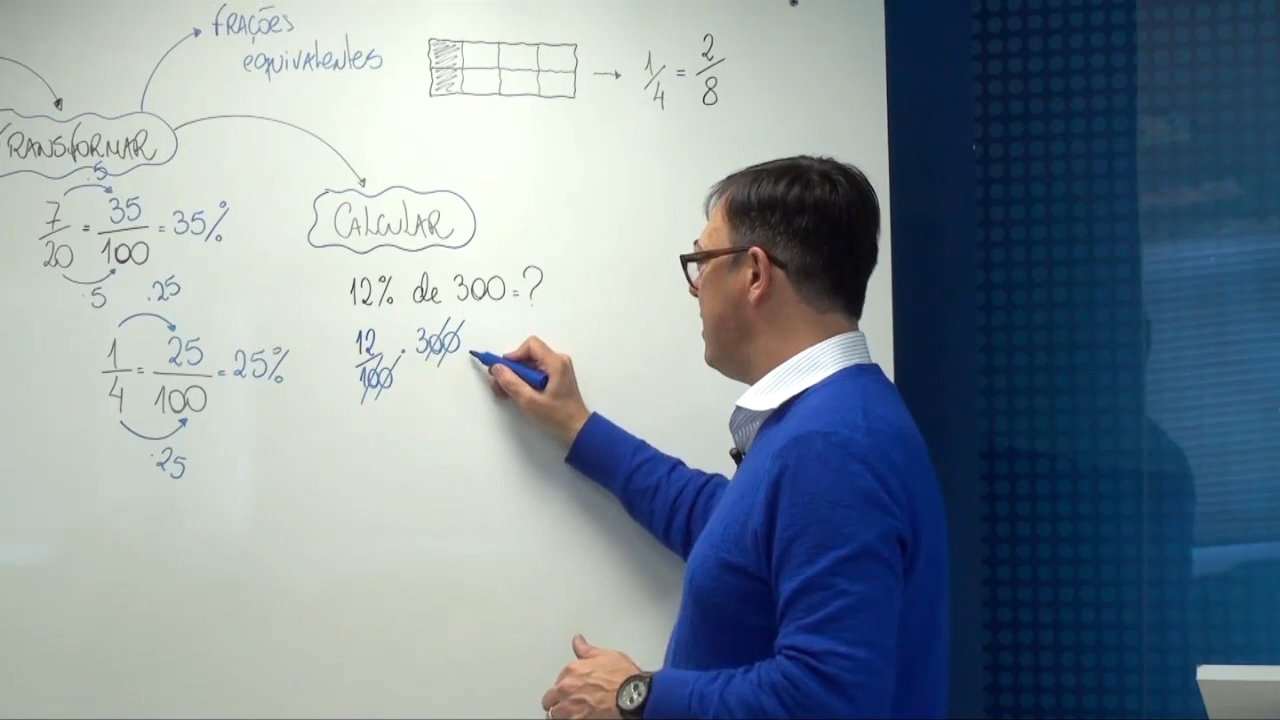 FRAÇÕES
equivalentes
1/4 = 2/8
TRANSFORMAR
.5
7/20 = 35/100 = 35%
.5
.25
1/4 = 25/100 = 25%
.25
CALCULAR
12% de 300 = ?
12/100 . 300